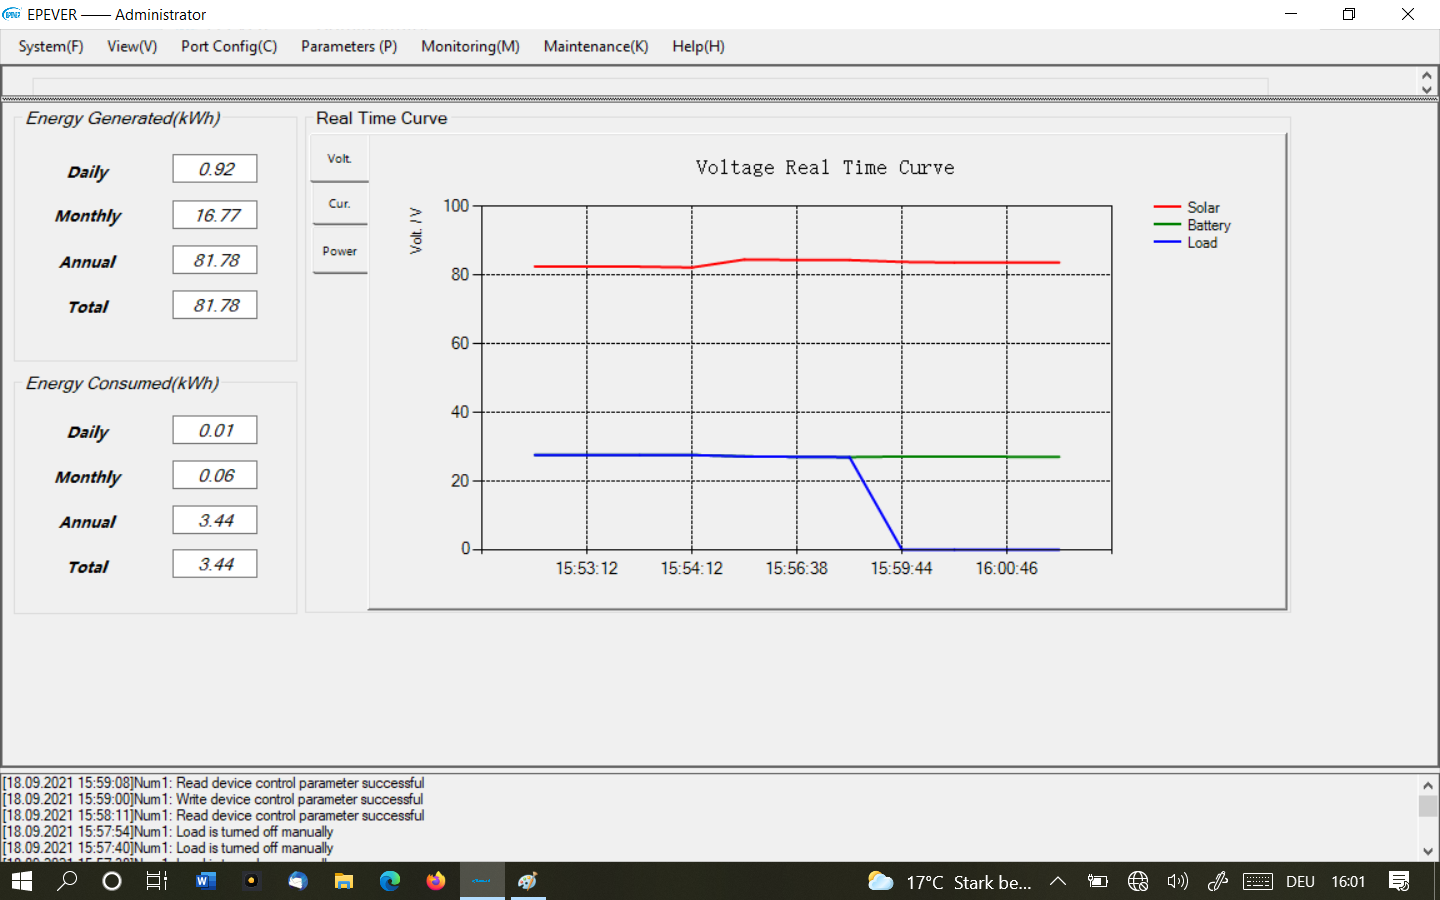 EPEVER —— Administrator
System(F) View(V) Port Config(C) Parameters (P) Monitoring(M) Maintenance(K) Help(H)
Energy Generated(kWh)
Daily 0.92
Monthly 16.77
Annual 81.78
Total 81.78
Energy Consumed(kWh)
Daily 0.01
Monthly 0.06
Annual 3.44
Total 3.44
Real Time Curve
Volt.
Cur.
Power
Voltage Real Time Curve
Volt. / V
100
80
60
40
20
0
15:53:12 15:54:12 15:56:38 15:59:44 16:00:46
Solar
Battery
Load
[18.09.2021 15:59:08]Num1: Read device control parameter successful
[18.09.2021 15:59:00]Num1: Write device control parameter successful
[18.09.2021 15:58:11]Num1: Read device control parameter successful
[18.09.2021 15:57:54]Num1: Load is turned off manually
[18.09.2021 15:57:40]Num1: Load is turned off manually
17°C Stark be... DEU 16:01